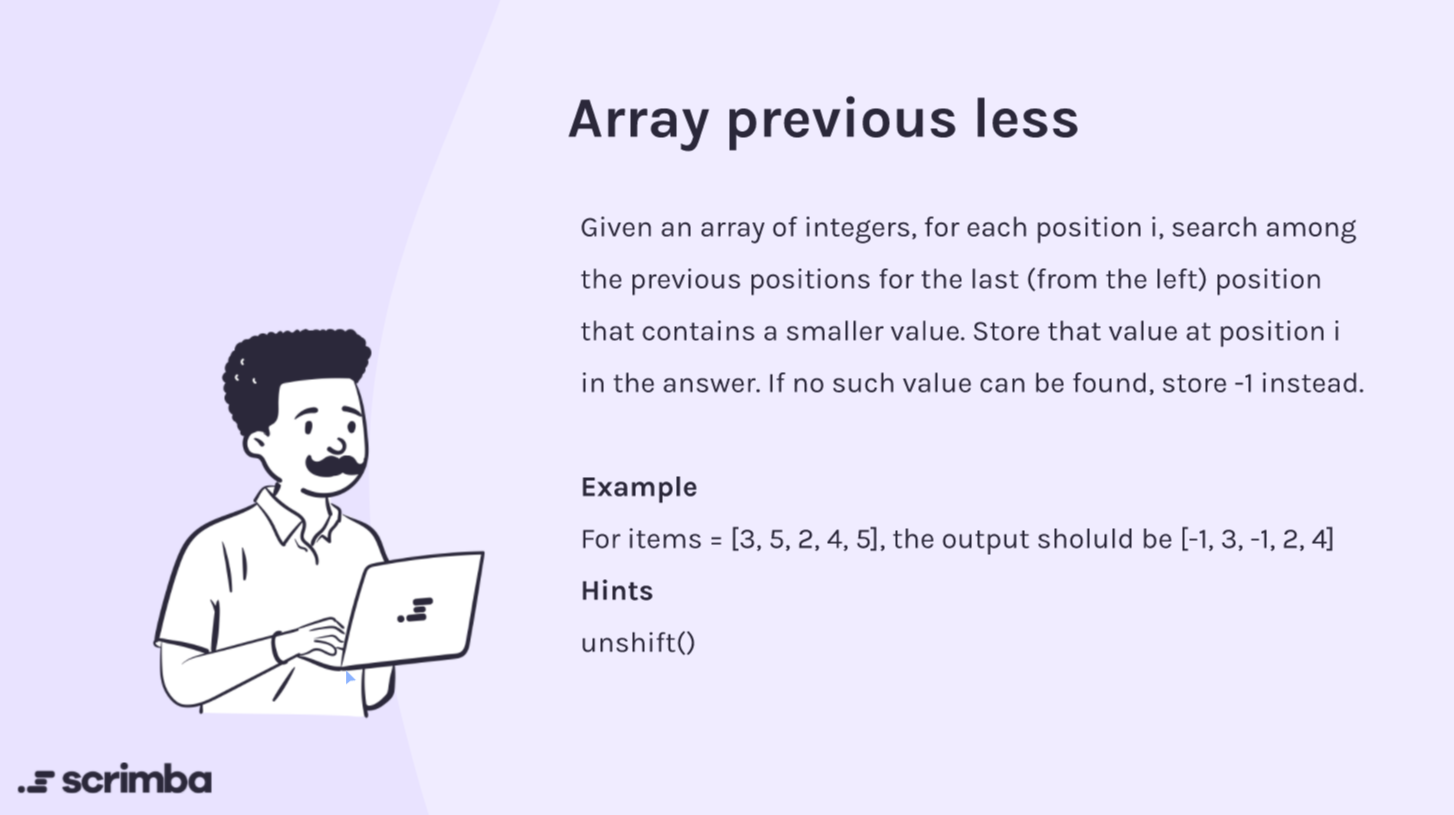 Array previous less
Given an array of integers, for each position i, search among
the previous positions for the last (from the left) position
that contains a smaller value. Store that value at position i
in the answer. If no such value can be found, store -1 instead.
Example
For items = [3, 5, 2, 4, 5], the output sholuld be [-1, 3, -1, 2, 4]
Hints
unshift()
scrimba